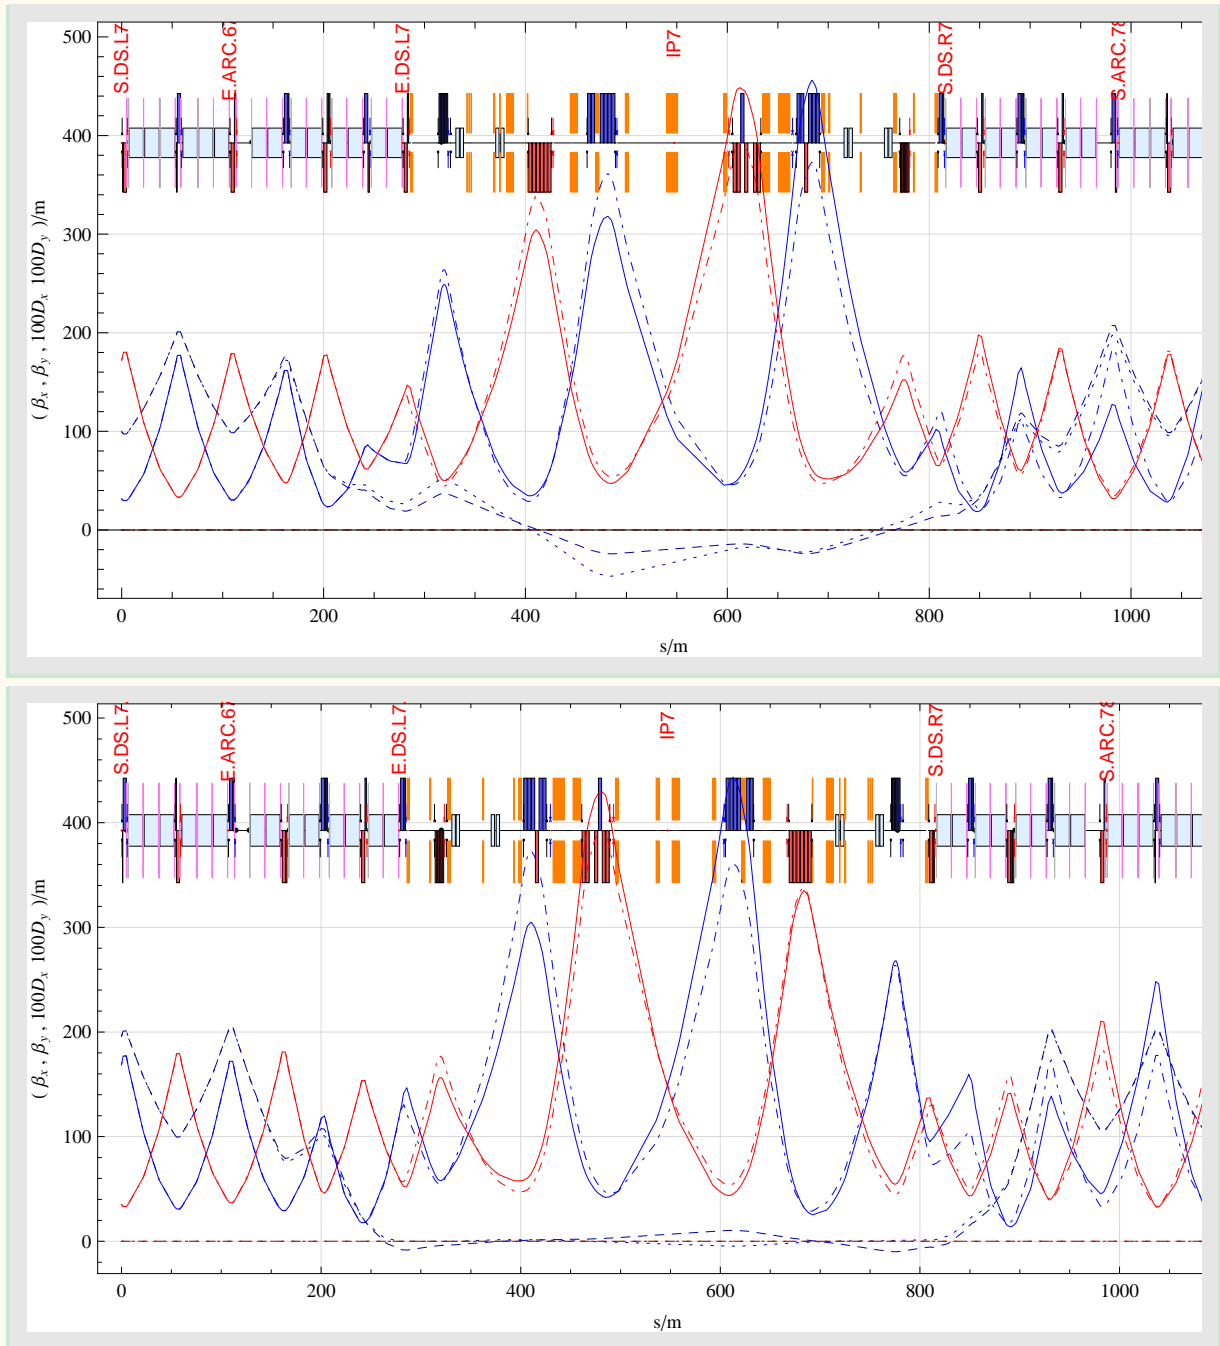 S.DS.L7
E.ARC.67
E.DS.L7
IP7
S.DS.R7
S.ARC.78
500
400
300
200
100
0
( βx , βy , 100Dx 100Dy )/m
0 200 400 600 800 1000
s/m
S.DS.L7.
E.ARC.67
E.DS.L7.
IP7
S.DS.R7
S.ARC.78
500
400
300
200
100
0
( βx , βy , 100Dx 100Dy )/m
0 200 400 600 800 1000
s/m